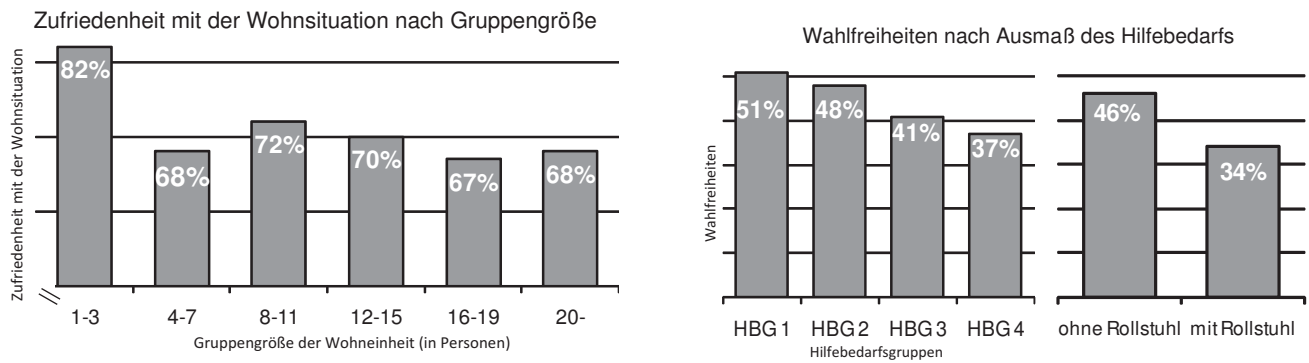 Zufriedenheit mit der Wohnsituation nach Gruppengröße
Zufriedenheit mit der Wohnsituation
82%
68%
72%
70%
67%
68%
1-3 4-7 8-11 12-15 16-19 20-
Gruppengröße der Wohneinheit (in Personen)
Wahlfreiheiten nach Ausmaß des Hilfebedarfs
Wahlfreiheiten
51%
48%
41%
37%
46%
34%
HBG 1 HBG 2 HBG 3 HBG 4 ohne Rollstuhl mit Rollstuhl
Hilfebedarfsgruppen